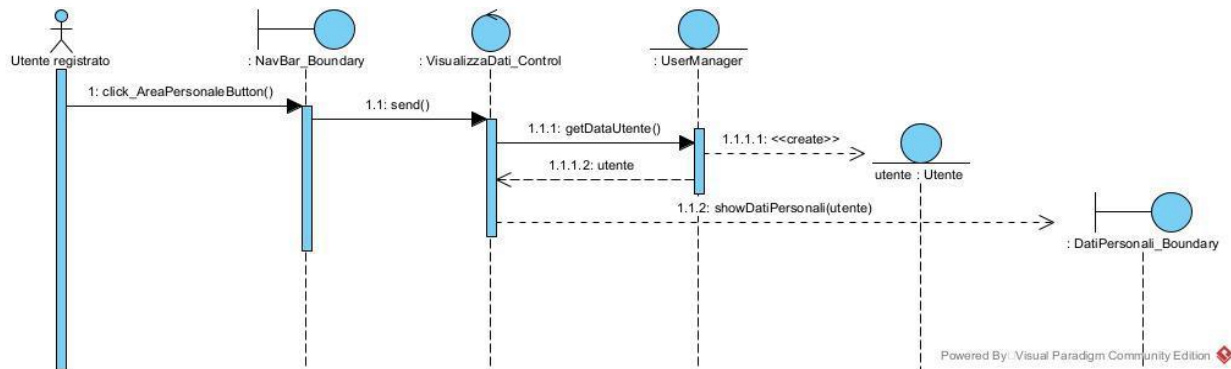 Utente registrato
: NavBar_Boundary
: VisualizzaDati_Control
: UserManager
1: click_AreaPersonaleButton()
1.1: send()
1.1.1: getDataUtente()
1.1.1.1: <<create>>
1.1.1.2: utente
utente : Utente
1.1.2: showDatiPersonali(utente)
: DatiPersonali_Boundary
Powered By Visual Paradigm Community Edition